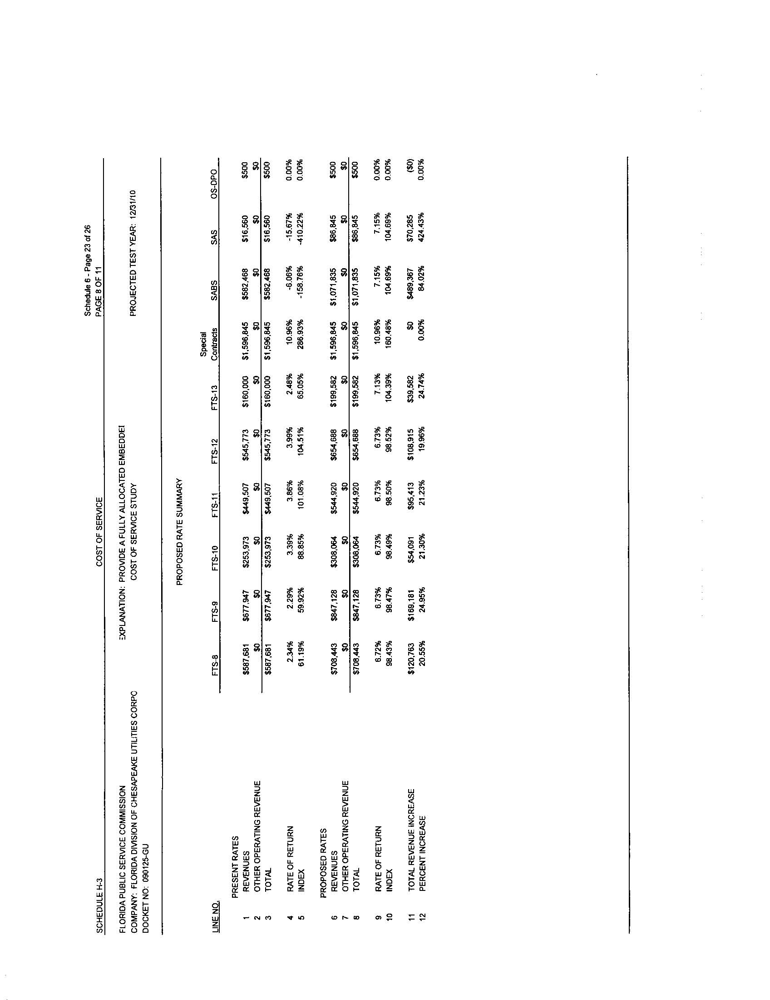 Schedule 6 - Page 23 of 26
SCHEDULE H-3 COST OF SERVICE PAGE 8 OF 11
FLORIDA PUBLIC SERVICE COMMISSION EXPLANATION: PROVIDE A FULLY ALLOCATED EMBEDDEI
COMPANY: FLORIDA DIVISION OF CHESAPEAKE UTILITIES CORPO COST OF SERVICE STUDY PROJECTED TEST YEAR: 12/31/10
DOCKET NO: 090125-GU
PROPOSED RATE SUMMARY
Special
LINE NO. FTS-8 FTS-9 FTS-10 FTS-11 FTS-12 FTS-13 Contracts SABS SAS OS-DPO
PRESENT RATES
1 REVENUES $587,681 $677,947 $253,973 $449,507 $545,773 $160,000 $1,596,845 $582,468 $16,560 $500
2 OTHER OPERATING REVENUE $0 $0 $0 $0 $0 $0 $0 $0 $0 $0
3 TOTAL $587,681 $677,947 $253,973 $449,507 $545,773 $160,000 $1,596,845 $582,468 $16,560 $500
4 RATE OF RETURN 2.34% 2.29% 3.39% 3.86% 3.99% 2.48% 10.96% -6.06% -15.67% 0.00%
5 INDEX 61.19% 59.92% 88.85% 101.08% 104.51% 65.05% 286.93% -158.76% -410.22% 0.00%
PROPOSED RATES
6 REVENUES $708,443 $847,128 $308,064 $544,920 $654,688 $199,582 $1,596,845 $1,071,835 $86,845 $500
7 OTHER OPERATING REVENUE $0 $0 $0 $0 $0 $0 $0 $0 $0 $0
8 TOTAL $708,443 $847,128 $308,064 $544,920 $654,688 $199,582 $1,596,845 $1,071,835 $86,845 $500
9 RATE OF RETURN 6.72% 6.73% 6.73% 6.73% 6.73% 7.13% 10.96% 7.15% 7.15% 0.00%
10 INDEX 98.43% 98.47% 98.49% 98.50% 98.52% 104.39% 160.48% 104.69% 104.69% 0.00%
11 TOTAL REVENUE INCREASE $120,763 $169,181 $54,091 $95,413 $108,915 $39,582 $0 $489,367 $70,285 ($0)
12 PERCENT INCREASE 20.55% 24.95% 21.30% 21.23% 19.96% 24.74% 0.00% 84.02% 424.43% 0.00%